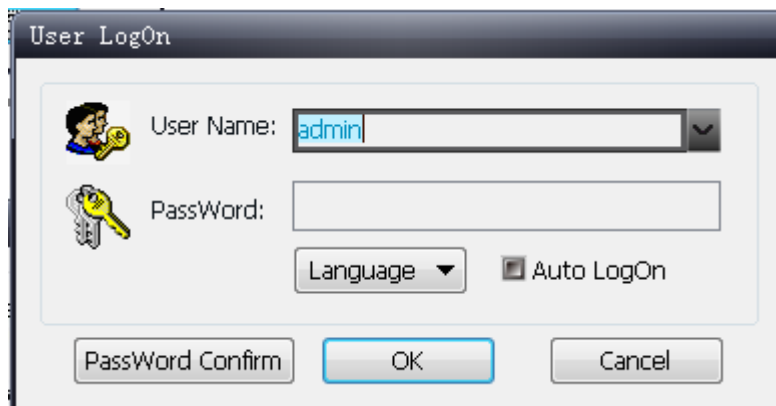 User LogOn
User Name: admin
PassWord:
Language Auto LogOn
PassWord Confirm OK Cancel